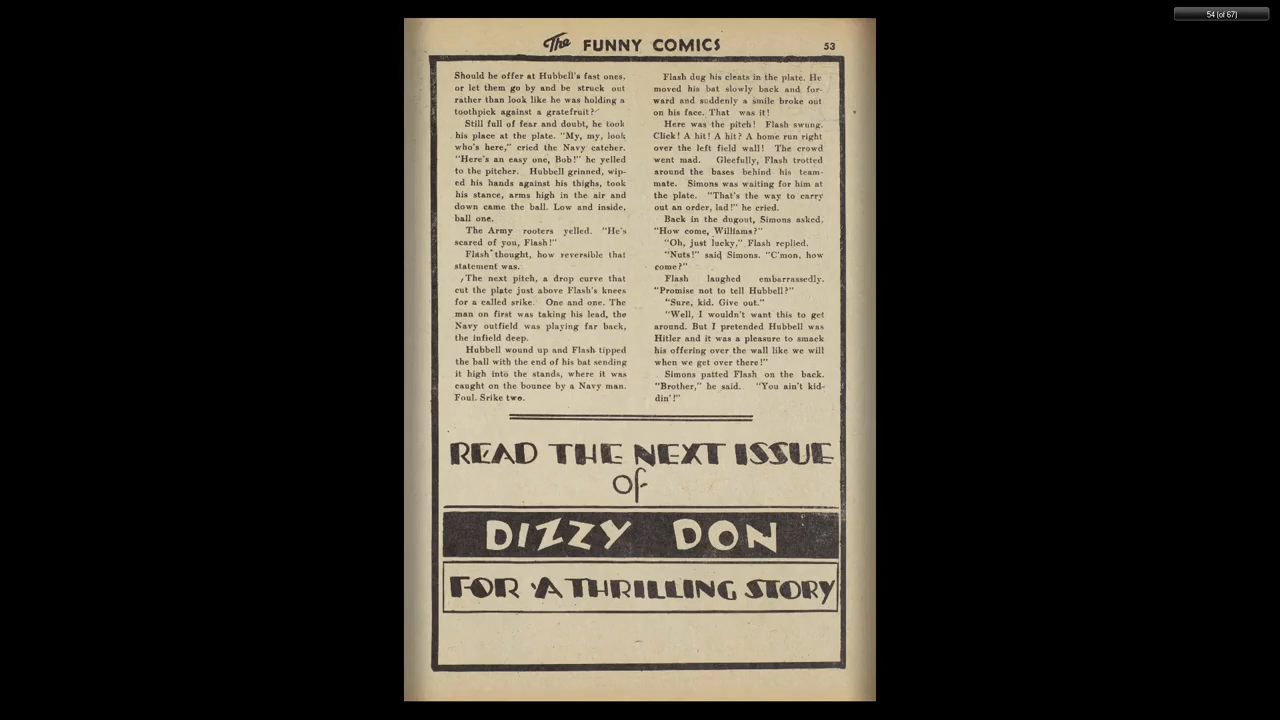 54 (of 67)
The FUNNY COMICS 53
Should he offer at Hubbell's fast ones,
or let them go by and be struck out
rather than look like he was holding a
toothpick against a gratefruit?
Still full of fear and doubt, he took
his place at the plate. "My, my, look
who's here," cried the Navy catcher.
"Here's an easy one, Bob!" he yelled
to the pitcher. Hubbell grinned, wip-
ed his hands against his thighs, took
his stance, arms high in the air and
down came the ball. Low and inside,
ball one.
The Army rooters yelled. "He's
scared of you, Flash!"
Flash thought, how reversible that
statement was.
The next pitch, a drop curve that
cut the plate just above Flash's knees
for a called srike. One and one. The
man on first was taking his lead, the
Navy outfield was playing far back,
the infield deep.
Hubbell wound up and Flash tipped
the ball with the end of his bat sending
it high into the stands, where it was
caught on the bounce by a Navy man.
Foul. Srike two.
Flash dug his cleats in the plate. He
moved his bat slowly back and for-
ward and suddenly a smile broke out
on his face. That was it!
Here was the pitch! Flash swung.
Click! A hit! A hit? A home run right
over the left field wall! The crowd
went mad. Gleefully, Flash trotted
around the bases behind his team-
mate. Simons was waiting for him at
the plate. "That's the way to carry
out an order, lad!" he cried.
Back in the dugout, Simons asked.
"How come, Williams?"
"Oh, just lucky," Flash replied.
"Nuts!" said Simons. "C'mon, how
come?"
Flash laughed embarrassedly.
"Promise not to tell Hubbell?"
"Sure, kid. Give out."
"Well, I wouldn't want this to get
around. But I pretended Hubbell was
Hitler and it was a pleasure to smack
his offering over the wall like we will
when we get over there!"
Simons patted Flash on the back.
"Brother," he said. "You ain't kid-
din'!"
READ THE NEXT ISSUE
OF
DIZZY DON
FOR A THRILLING STORY